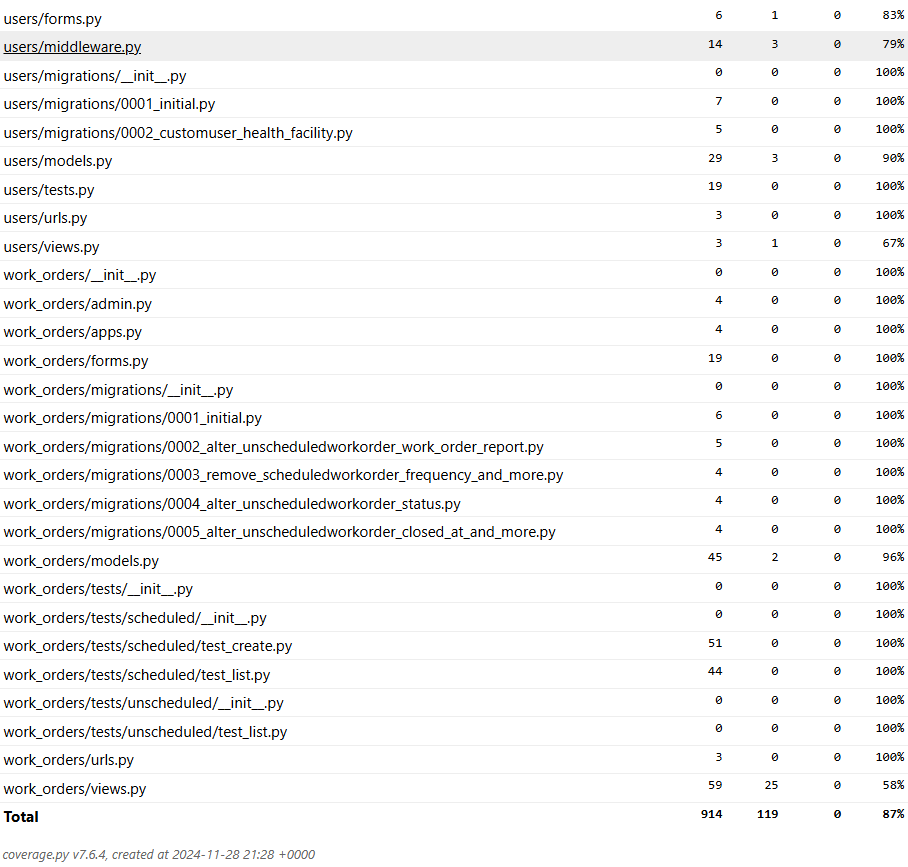 users/forms.py 6 1 0 83%
users/middleware.py 14 3 0 79%
users/migrations/__init__.py 0 0 0 100%
users/migrations/0001_initial.py 7 0 0 100%
users/migrations/0002_customuser_health_facility.py 5 0 0 100%
users/models.py 29 3 0 90%
users/tests.py 19 0 0 100%
users/urls.py 3 0 0 100%
users/views.py 3 1 0 67%
work_orders/__init__.py 0 0 0 100%
work_orders/admin.py 4 0 0 100%
work_orders/apps.py 4 0 0 100%
work_orders/forms.py 19 0 0 100%
work_orders/migrations/__init__.py 0 0 0 100%
work_orders/migrations/0001_initial.py 6 0 0 100%
work_orders/migrations/0002_alter_unscheduledworkorder_work_order_report.py 5 0 0 100%
work_orders/migrations/0003_remove_scheduledworkorder_frequency_and_more.py 4 0 0 100%
work_orders/migrations/0004_alter_unscheduledworkorder_status.py 4 0 0 100%
work_orders/migrations/0005_alter_unscheduledworkorder_closed_at_and_more.py 4 0 0 100%
work_orders/models.py 45 2 0 96%
work_orders/tests/__init__.py 0 0 0 100%
work_orders/tests/scheduled/__init__.py 0 0 0 100%
work_orders/tests/scheduled/test_create.py 51 0 0 100%
work_orders/tests/scheduled/test_list.py 44 0 0 100%
work_orders/tests/unscheduled/__init__.py 0 0 0 100%
work_orders/tests/unscheduled/test_list.py 0 0 0 100%
work_orders/urls.py 3 0 0 100%
work_orders/views.py 59 25 0 58%
Total 914 119 0 87%
coverage.py v7.6.4, created at 2024-11-28 21:28 +0000